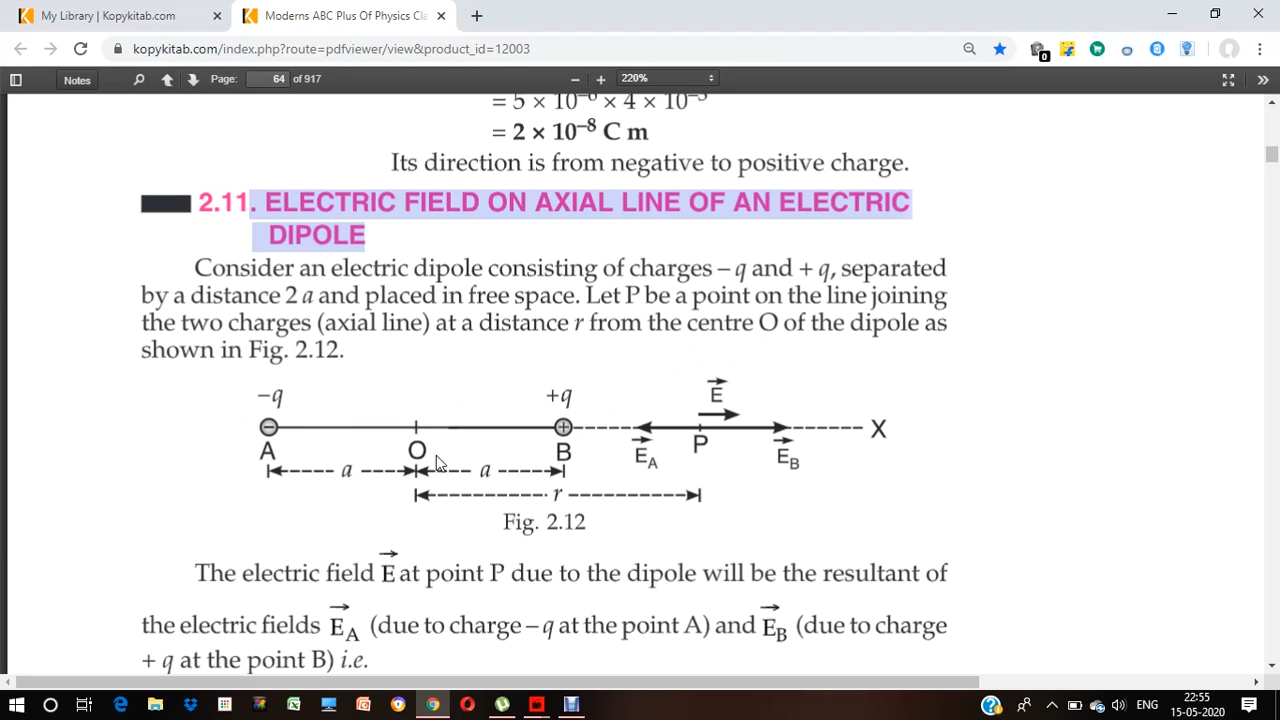 My Library | Kopykitab.com
Moderns ABC Plus Of Physics Cla
kopykitab.com/index.php?route=pdfviewer/view&product_id=12003
0
Notes
Page: 64 of 917
220%
= 5 × 10⁻⁶ × 4 × 10⁻³
= 2 × 10⁻⁸ C m
Its direction is from negative to positive charge.
2.11. ELECTRIC FIELD ON AXIAL LINE OF AN ELECTRIC
DIPOLE
Consider an electric dipole consisting of charges – q and + q, separated
by a distance 2 a and placed in free space. Let P be a point on the line joining
the two charges (axial line) at a distance r from the centre O of the dipole as
shown in Fig. 2.12.
–q +q E
A O B E_A P E_B X
a a
r
Fig. 2.12
The electric field E at point P due to the dipole will be the resultant of
the electric fields E_A (due to charge – q at the point A) and E_B (due to charge
+ q at the point B) i.e.
ENG
22:55
15-05-2020